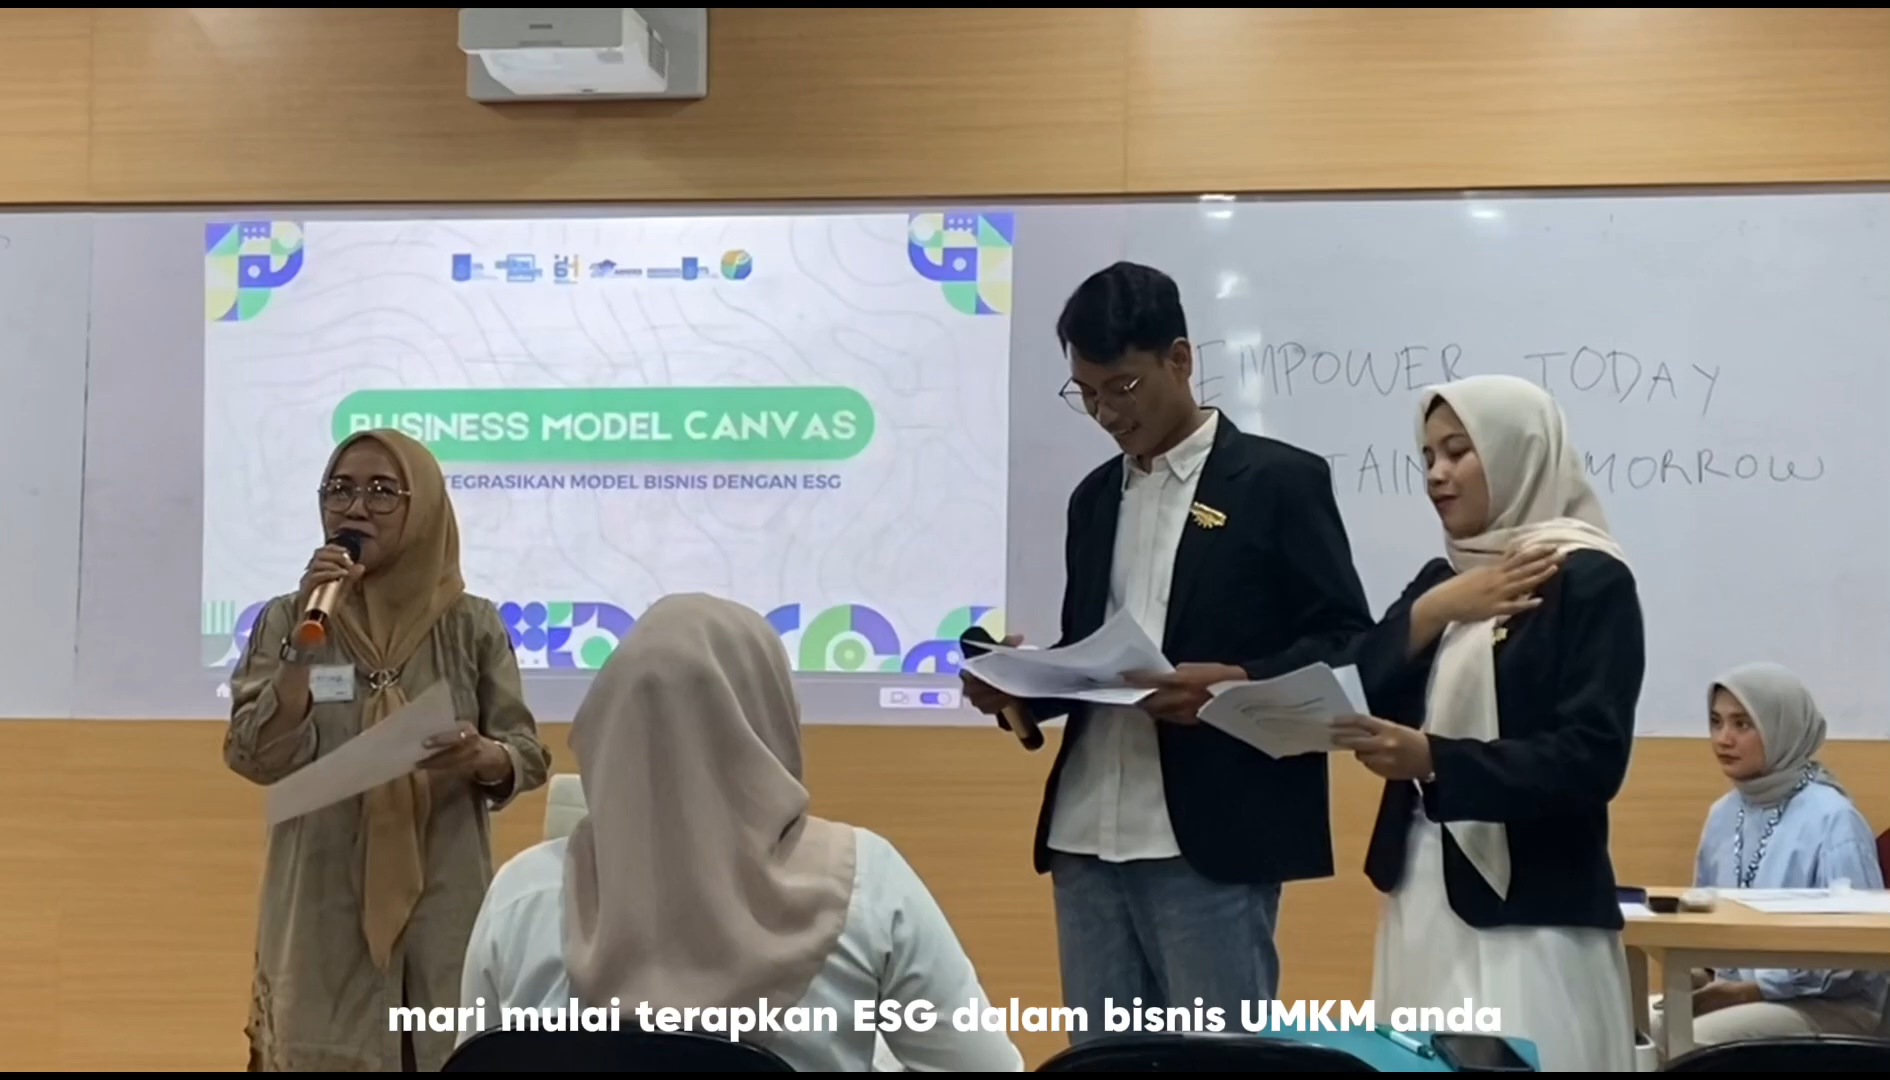 BUSINESS MODEL CANVAS
TEGRASIKAN MODEL BISNIS DENGAN ESG
EMPOWER TODAY
TAIN MORROW
mari mulai terapkan ESG dalam bisnis UMKM anda